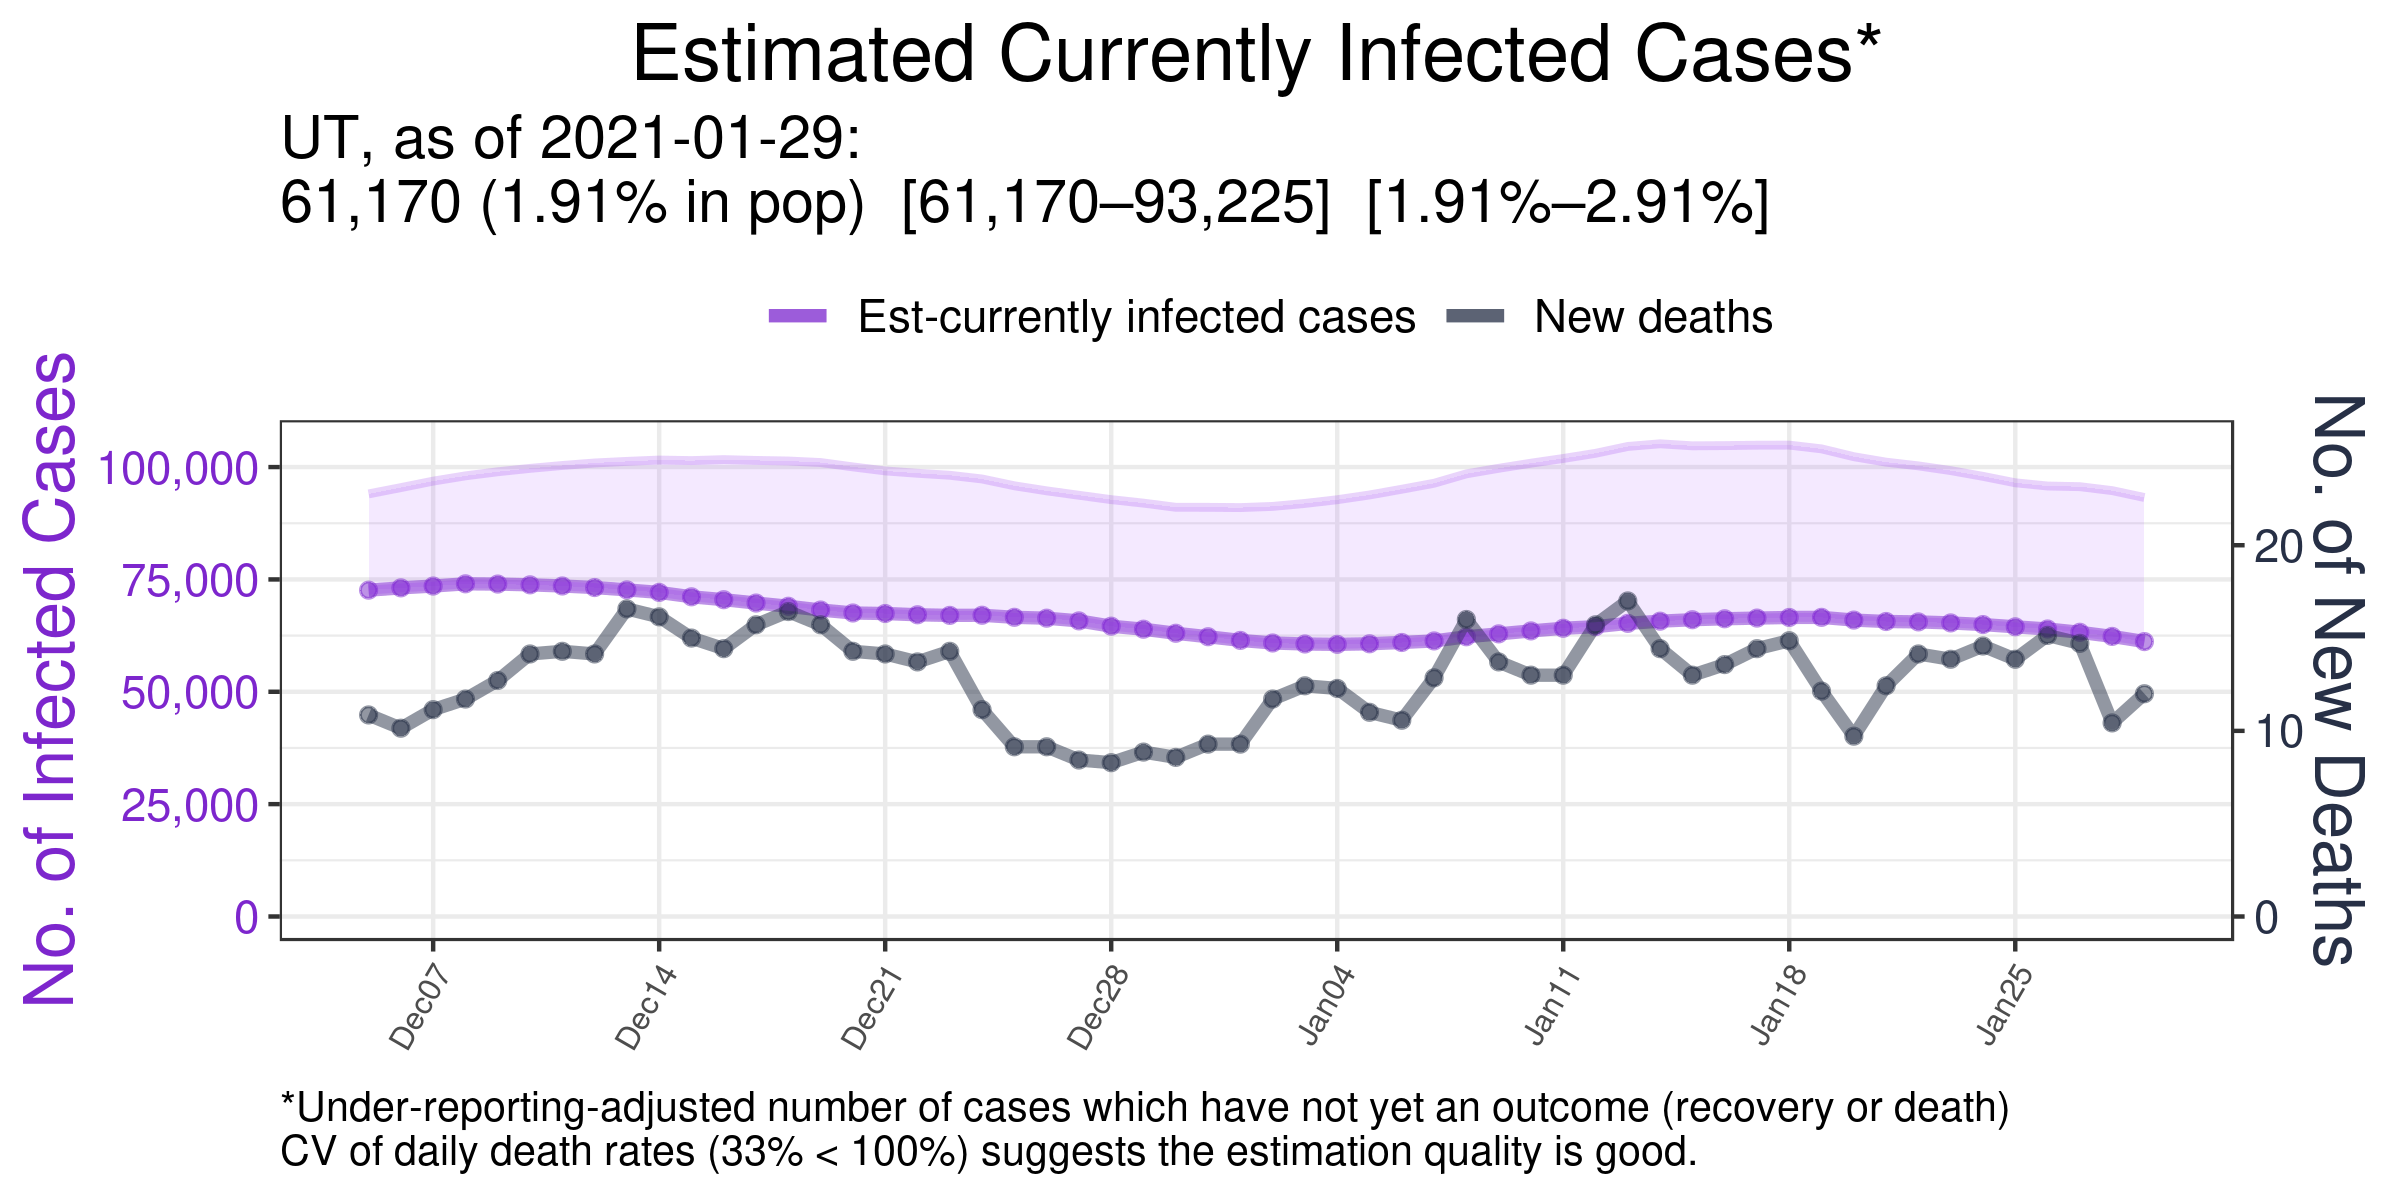 Estimated Currently Infected Cases*
UT, as of 2021-01-29:
61,170 (1.91% in pop) [61,170–93,225] [1.91%–2.91%]
Est-currently infected cases
New deaths
No. of Infected Cases
100,000
75,000
50,000
25,000
0
20
10
0
No. of New Deaths
Dec07
Dec14
Dec21
Dec28
Jan04
Jan11
Jan18
Jan25
*Under-reporting-adjusted number of cases which have not yet an outcome (recovery or death)
CV of daily death rates (33% < 100%) suggests the estimation quality is good.